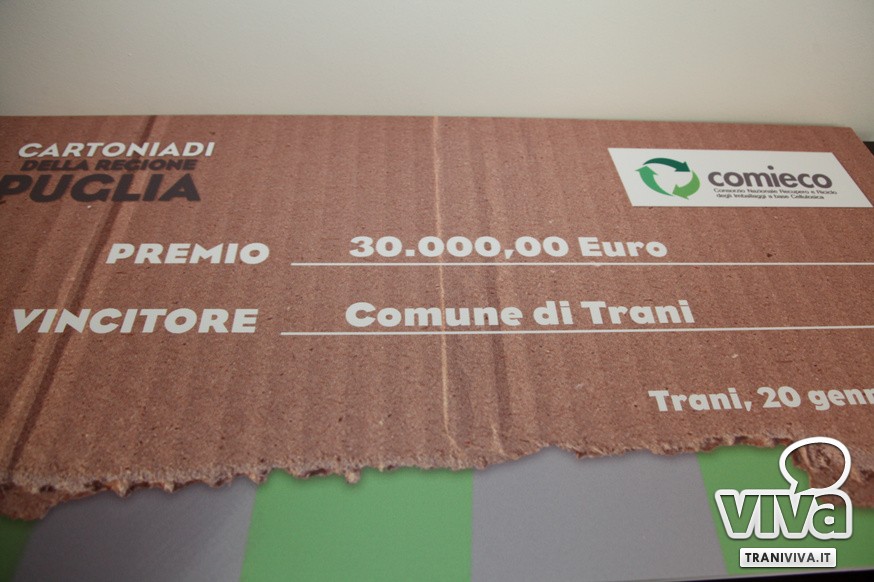 CARTONIADI
DELLA REGIONE
PUGLIA
comieco
Consorzio Nazionale Recupero e Riciclo
degli Imballaggi a base Cellulosica
PREMIO 30.000,00 Euro
VINCITORE Comune di Trani
Trani, 20 genn
viva
TRANIVIVA.IT